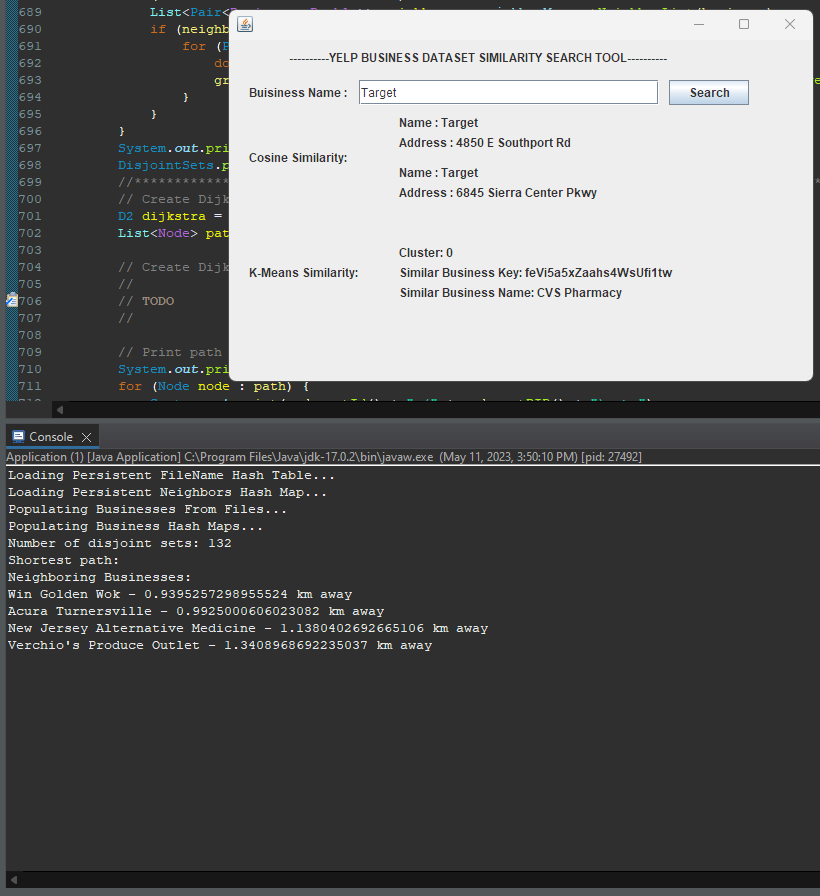 689 List<Pair<
690 if (neighb
691 for (P
692 do
693 gr
694 }
695 }
696 }
697 System.out.pri
698 DisjointSets.p
699 //************
700 // Create Dijk
701 D2 dijkstra =
702 List<Node> pat
703
704 // Create Dijk
705 //
706 // TODO
707 //
708
709 // Print path
710 System.out.pri
711 for (Node node : path) {
----------YELP BUSINESS DATASET SIMILARITY SEARCH TOOL----------
Buisiness Name :
Target
Search
Cosine Similarity:
Name : Target
Address : 4850 E Southport Rd
Name : Target
Address : 6845 Sierra Center Pkwy
K-Means Similarity:
Cluster: 0
Similar Business Key: feVi5a5xZaahs4WsUfi1tw
Similar Business Name: CVS Pharmacy
Console
Application (1) [Java Application] C:\Program Files\Java\jdk-17.0.2\bin\javaw.exe (May 11, 2023, 3:50:10 PM) [pid: 27492]
Loading Persistent FileName Hash Table...
Loading Persistent Neighbors Hash Map...
Populating Businesses From Files...
Populating Business Hash Maps...
Number of disjoint sets: 132
Shortest path:
Neighboring Businesses:
Win Golden Wok - 0.9395257298955524 km away
Acura Turnersville - 0.9925000606023082 km away
New Jersey Alternative Medicine - 1.1380402692665106 km away
Verchio's Produce Outlet - 1.3408968692235037 km away